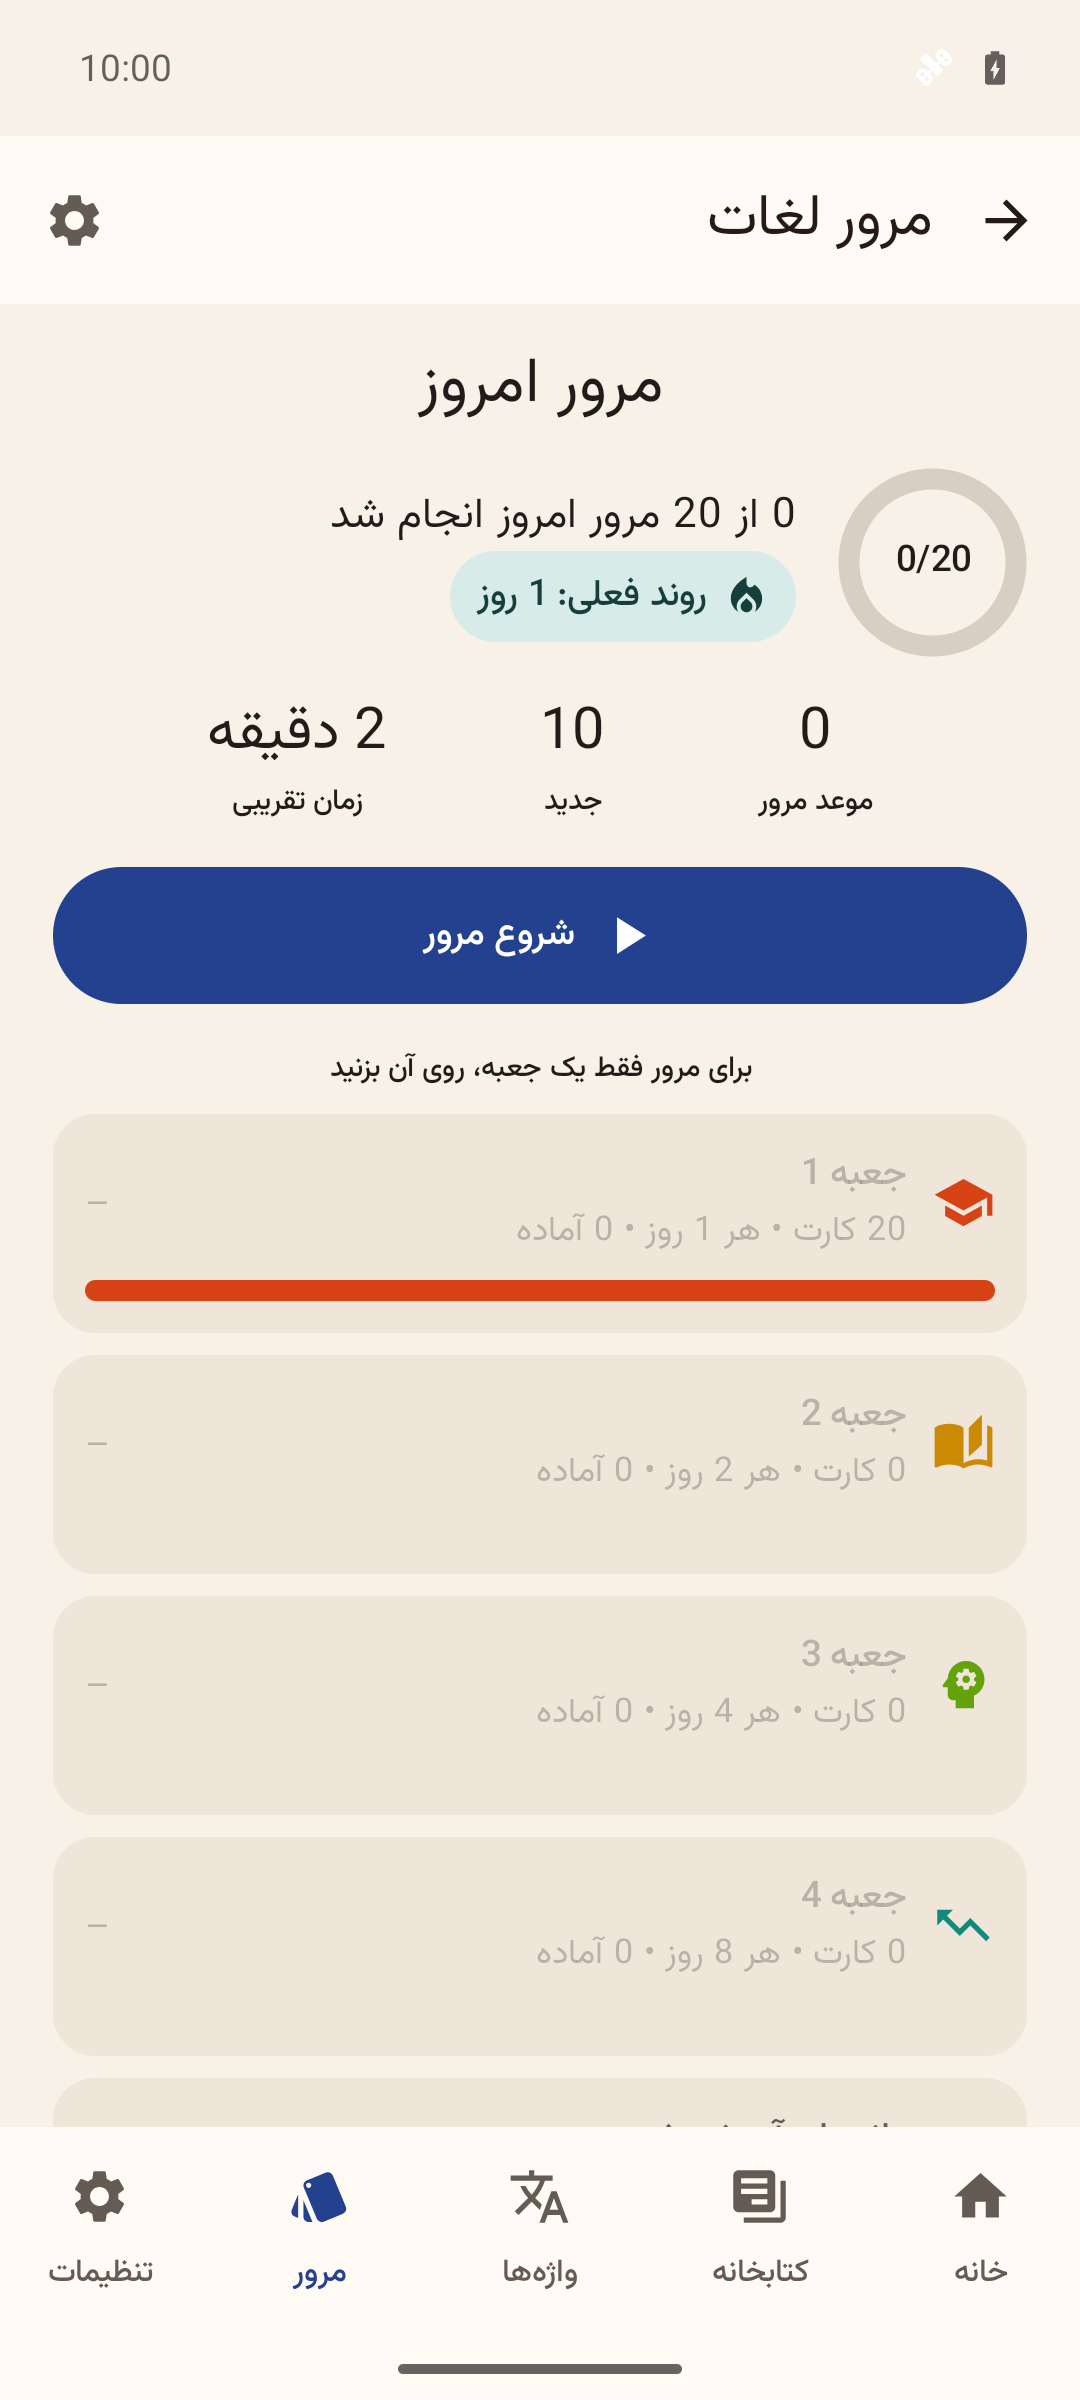 10:00
مرور لغات
مرور امروز
0/20
0 از 20 مرور امروز انجام شد
روند فعلی: 1 روز
0
موعد مرور
10
جدید
2 دقیقه
زمان تقریبی
شروع مرور
برای مرور فقط یک جعبه، روی آن بزنید
جعبه 1
20 کارت • هر 1 روز • 0 آماده
–
جعبه 2
0 کارت • هر 2 روز • 0 آماده
–
جعبه 3
0 کارت • هر 4 روز • 0 آماده
–
جعبه 4
0 کارت • هر 8 روز • 0 آماده
–
خانه
کتابخانه
واژه‌ها
مرور
تنظیمات